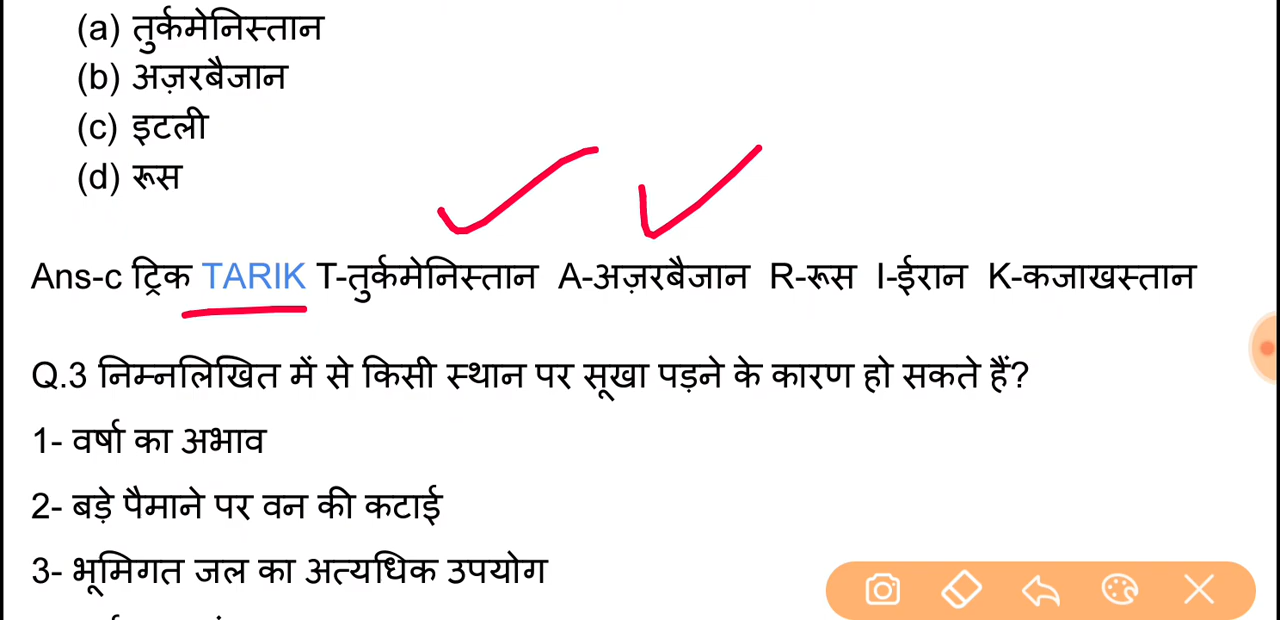 (a) तुर्कमेनिस्तान
(b) अज़रबैजान
(c) इटली
(d) रूस
Ans-c ट्रिक TARIK T-तुर्कमेनिस्तान A-अज़रबैजान R-रूस I-ईरान K-कजाखस्तान
Q.3 निम्नलिखित में से किसी स्थान पर सूखा पड़ने के कारण हो सकते हैं?
1- वर्षा का अभाव
2- बड़े पैमाने पर वन की कटाई
3- भूमिगत जल का अत्यधिक उपयोग